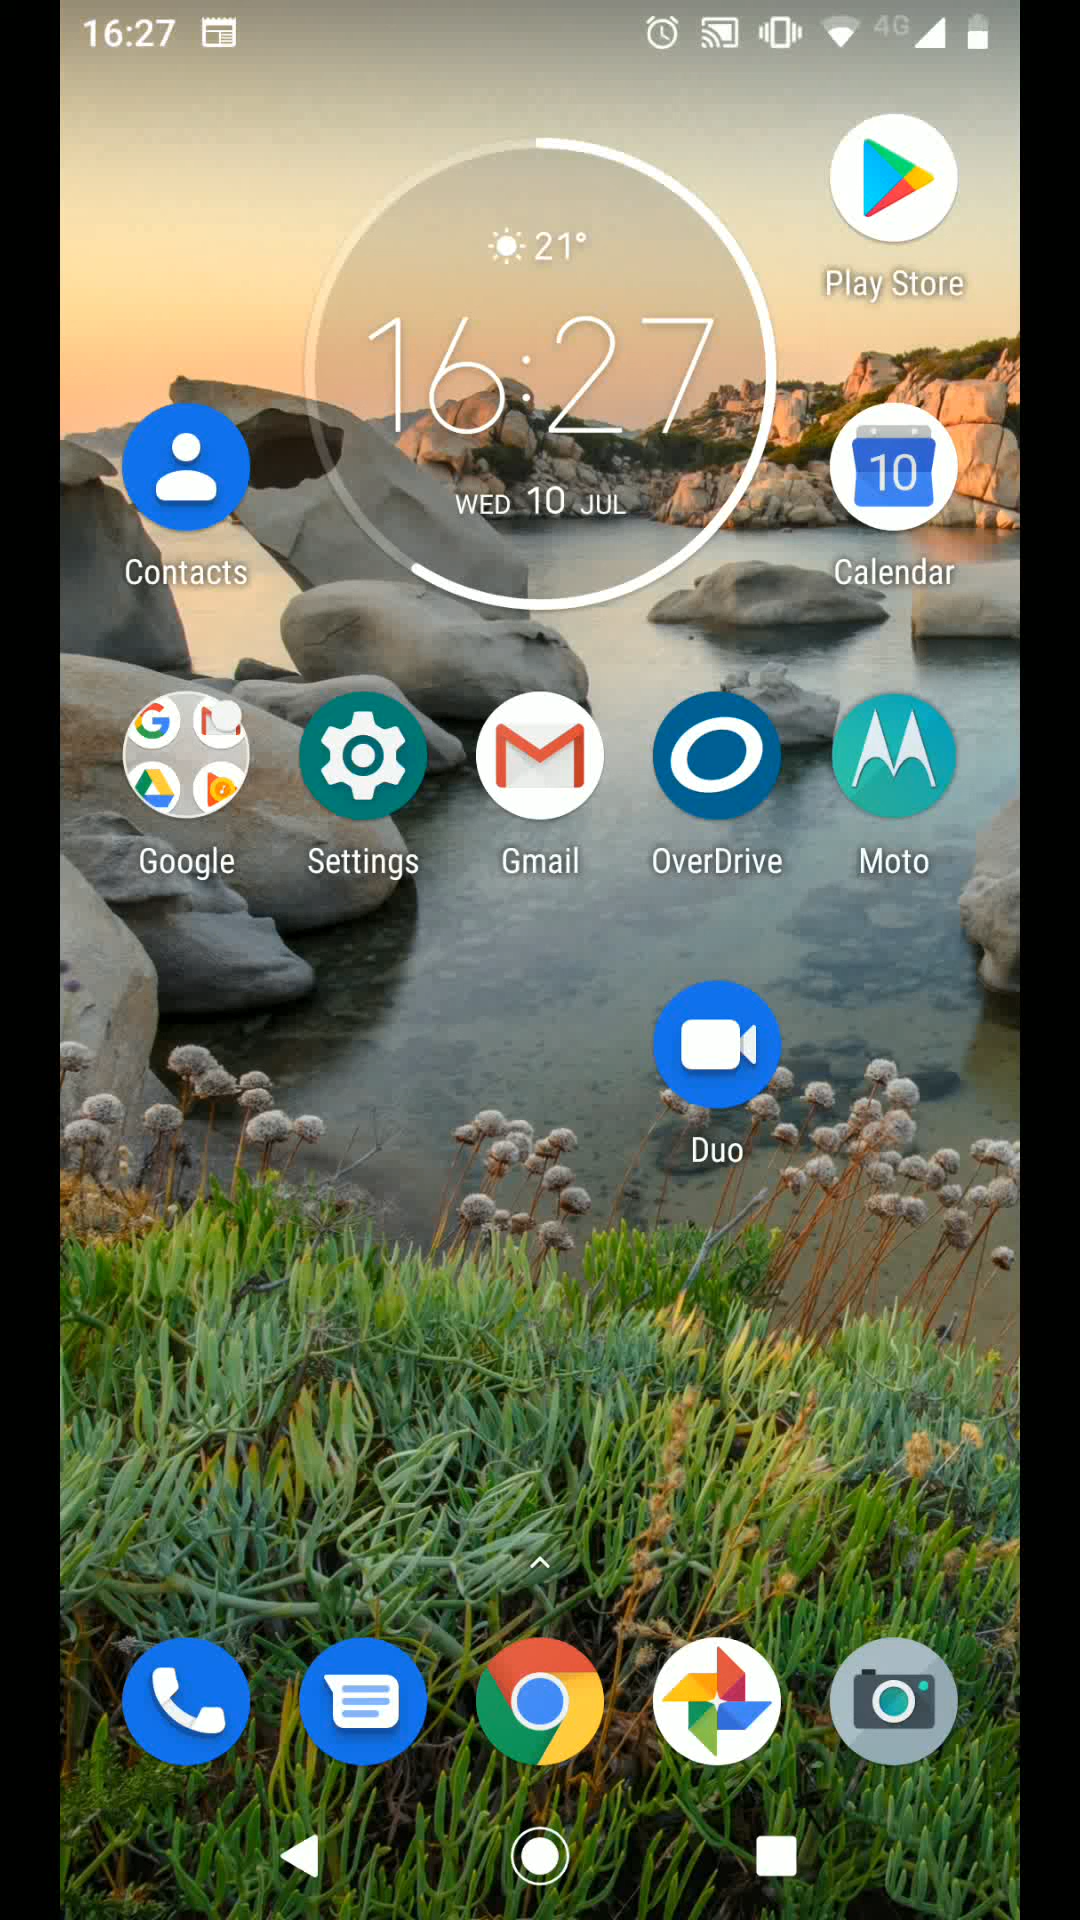 16:27
4G
21°
Play Store
16:27
WED 10 JUL
10
Contacts
Calendar
Google
Settings
Gmail
OverDrive
Moto
Duo